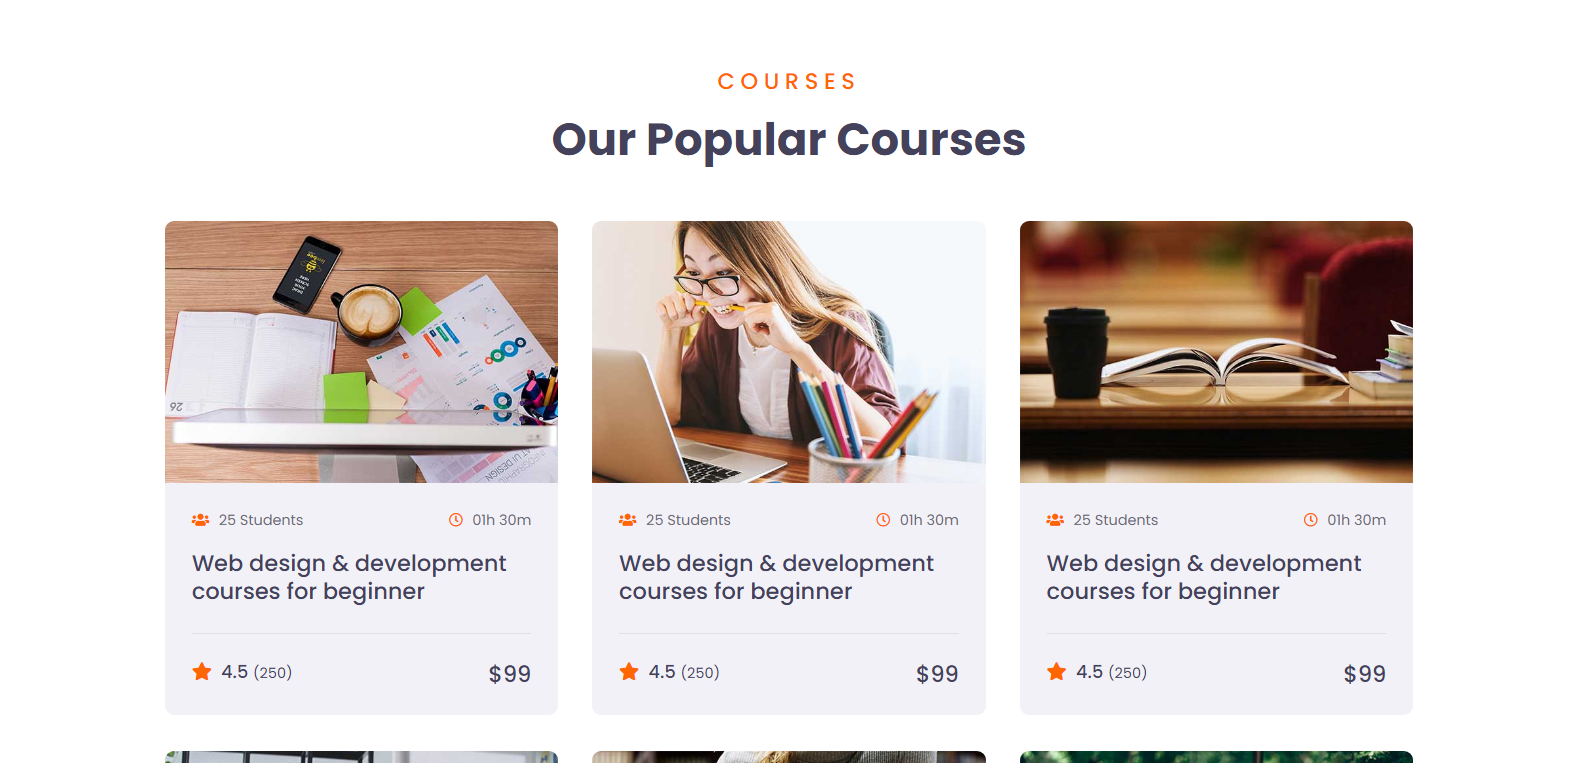 COURSES
Our Popular Courses
25 Students 01h 30m
Web design & development
courses for beginner
4.5 (250) $99
25 Students 01h 30m
Web design & development
courses for beginner
4.5 (250) $99
25 Students 01h 30m
Web design & development
courses for beginner
4.5 (250) $99